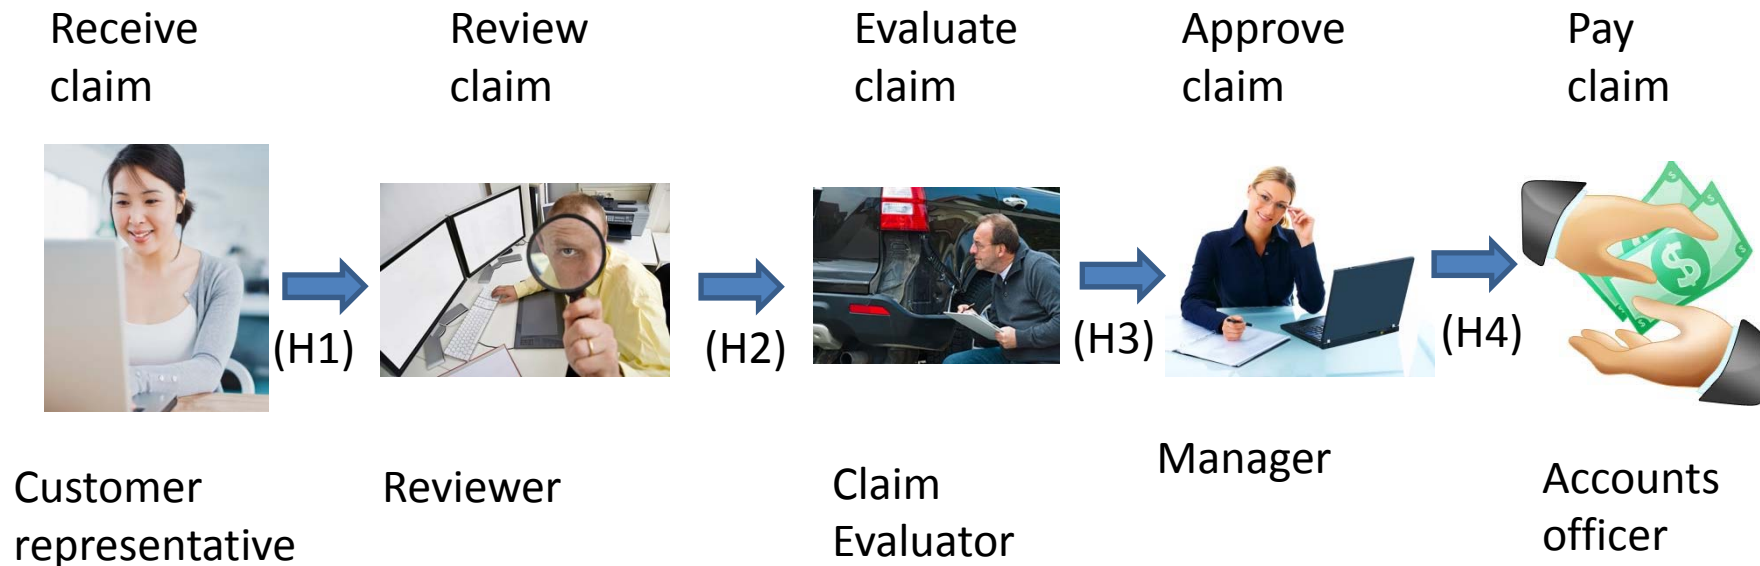 Receive
claim
Review
claim
Evaluate
claim
Approve
claim
Pay
claim
(H1)
(H2)
(H3)
(H4)
$
$
$
Customer
representative
Reviewer
Claim
Evaluator
Manager
Accounts
officer